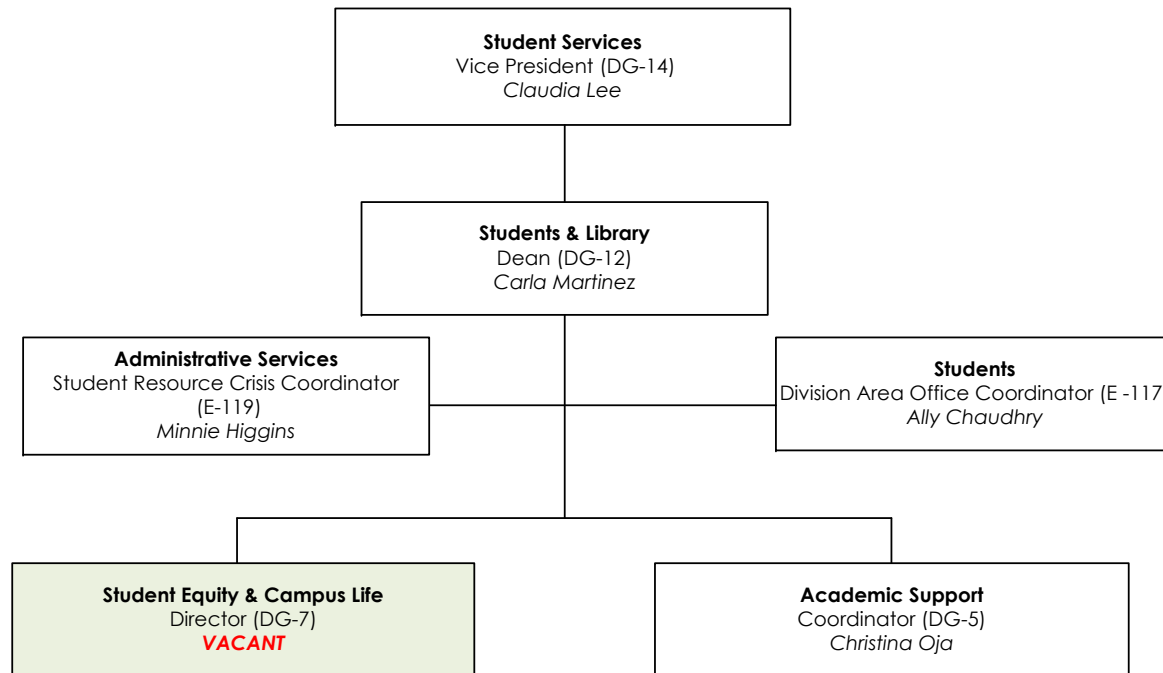 Student Services
Vice President (DG-14)
Claudia Lee
Students & Library
Dean (DG-12)
Carla Martinez
Administrative Services
Student Resource Crisis Coordinator
(E-119)
Minnie Higgins
Students
Division Area Office Coordinator (E -117
Ally Chaudhry
Student Equity & Campus Life
Director (DG-7)
VACANT
Academic Support
Coordinator (DG-5)
Christina Oja